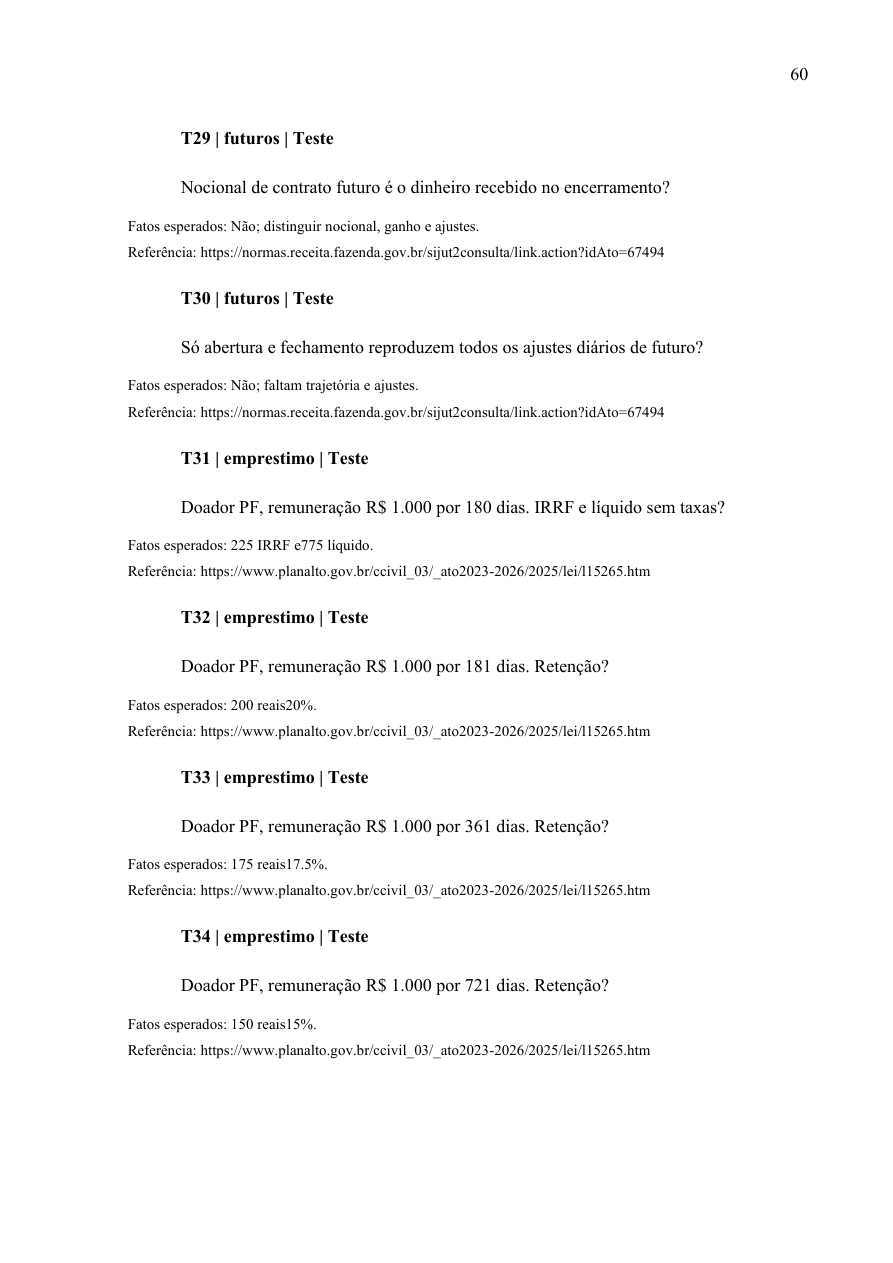 60
T29 | futuros | Teste
Nocional de contrato futuro é o dinheiro recebido no encerramento?
Fatos esperados: Não; distinguir nocional, ganho e ajustes.
Referência: https://normas.receita.fazenda.gov.br/sijut2consulta/link.action?idAto=67494
T30 | futuros | Teste
Só abertura e fechamento reproduzem todos os ajustes diários de futuro?
Fatos esperados: Não; faltam trajetória e ajustes.
Referência: https://normas.receita.fazenda.gov.br/sijut2consulta/link.action?idAto=67494
T31 | emprestimo | Teste
Doador PF, remuneração R$ 1.000 por 180 dias. IRRF e líquido sem taxas?
Fatos esperados: 225 IRRF e775 líquido.
Referência: https://www.planalto.gov.br/ccivil_03/_ato2023-2026/2025/lei/l15265.htm
T32 | emprestimo | Teste
Doador PF, remuneração R$ 1.000 por 181 dias. Retenção?
Fatos esperados: 200 reais20%.
Referência: https://www.planalto.gov.br/ccivil_03/_ato2023-2026/2025/lei/l15265.htm
T33 | emprestimo | Teste
Doador PF, remuneração R$ 1.000 por 361 dias. Retenção?
Fatos esperados: 175 reais17.5%.
Referência: https://www.planalto.gov.br/ccivil_03/_ato2023-2026/2025/lei/l15265.htm
T34 | emprestimo | Teste
Doador PF, remuneração R$ 1.000 por 721 dias. Retenção?
Fatos esperados: 150 reais15%.
Referência: https://www.planalto.gov.br/ccivil_03/_ato2023-2026/2025/lei/l15265.htm